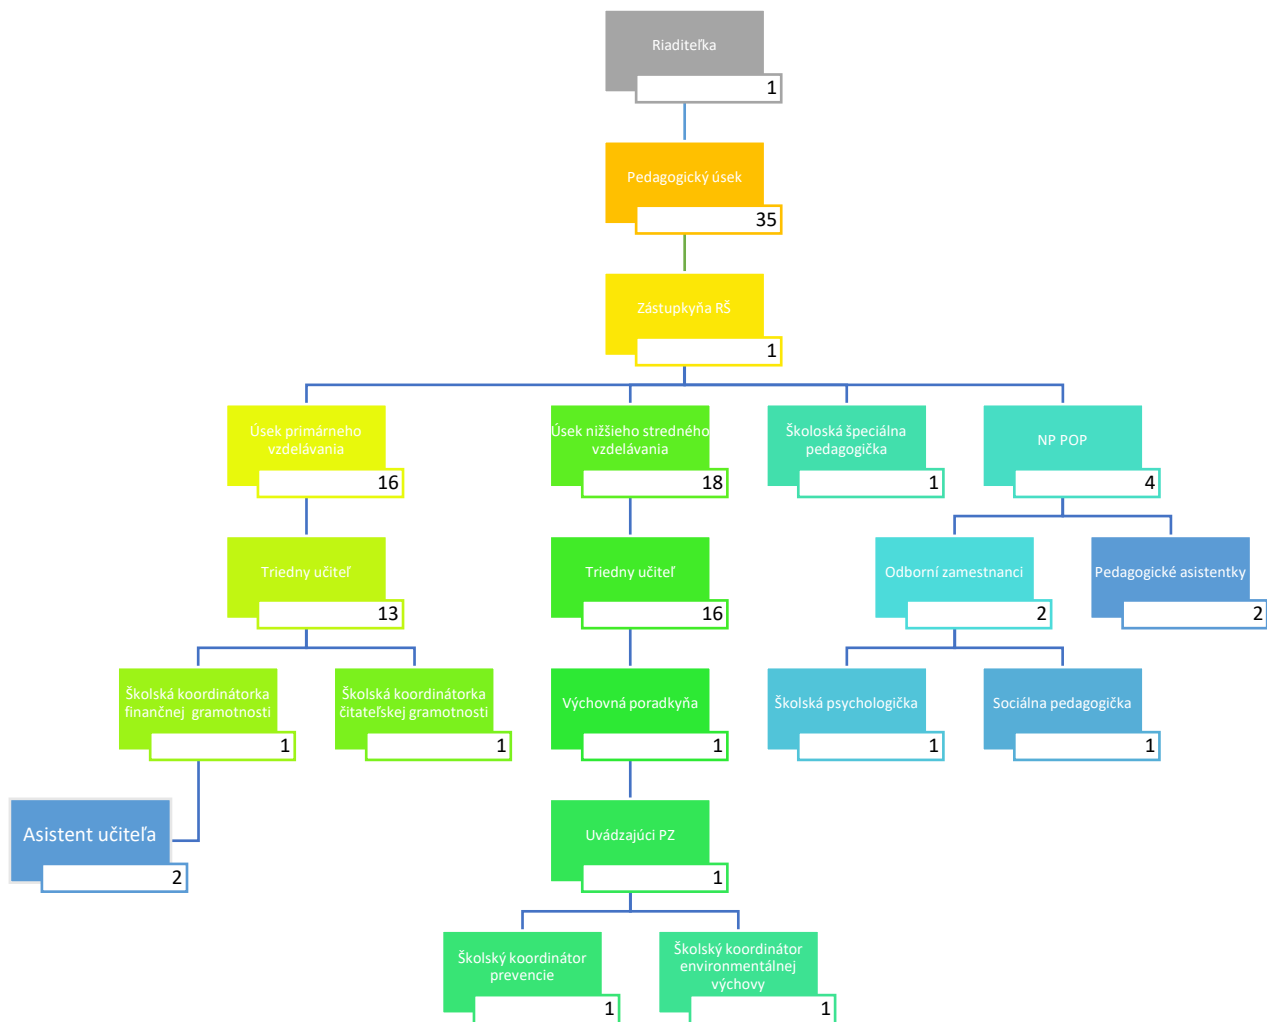 Riaditeľka
1
Pedagogický úsek
35
Zástupkyňa RŠ
1
Úsek primárneho
vzdelávania
16
Úsek nižšieho stredného
vzdelávania
18
Školoská špeciálna
pedagogička
1
NP POP
4
Triedny učiteľ
13
Triedny učiteľ
16
Odborní zamestnanci
2
Pedagogické asistentky
2
Školská koordinátorka
finančnej gramotnosti
1
Školská koordinátorka
čitateľskej gramotnosti
1
Výchovná poradkyňa
1
Školská psychologička
1
Sociálna pedagogička
1
Asistent učiteľa
2
Uvádzajúci PZ
1
Školský koordinátor
prevencie
1
Školský koordinátor
environmentálnej
výchovy
1